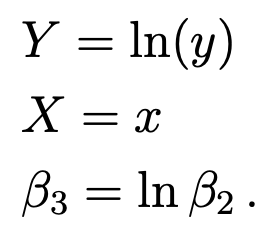 Y = ln(y)
X = x
β₃ = ln β₂ .